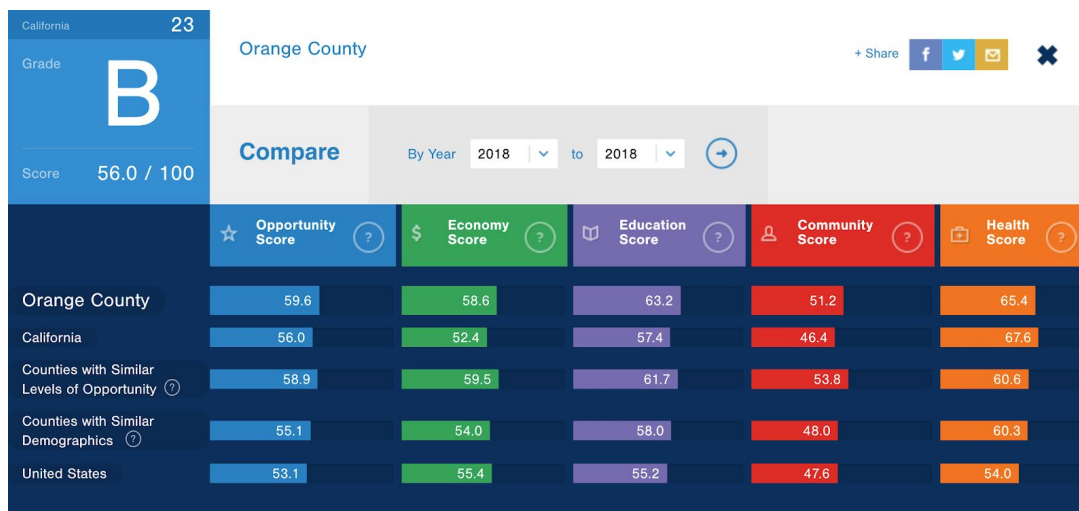 California 23
Grade B
Score 56.0 / 100
Orange County
+ Share f
Compare By Year 2018 to 2018
Opportunity Score ?
$ Economy Score ?
Education Score ?
Community Score ?
Health Score ?
Orange County 59.6 58.6 63.2 51.2 65.4
California 56.0 52.4 57.4 46.4 67.6
Counties with Similar
Levels of Opportunity ? 58.9 59.5 61.7 53.8 60.6
Counties with Similar
Demographics ? 55.1 54.0 58.0 48.0 60.3
United States 53.1 55.4 55.2 47.6 54.0